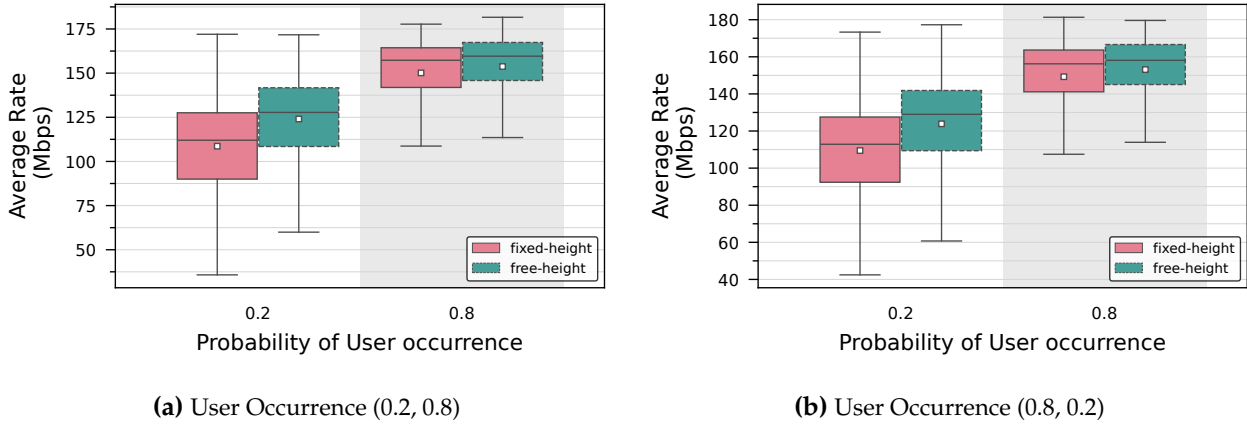 175
150
125
100
75
50
Average Rate
(Mbps)
fixed-height
free-height
0.2
0.8
Probability of User occurrence
(a) User Occurrence (0.2, 0.8)
180
160
140
120
100
80
60
40
Average Rate
(Mbps)
fixed-height
free-height
0.2
0.8
Probability of User occurrence
(b) User Occurrence (0.8, 0.2)